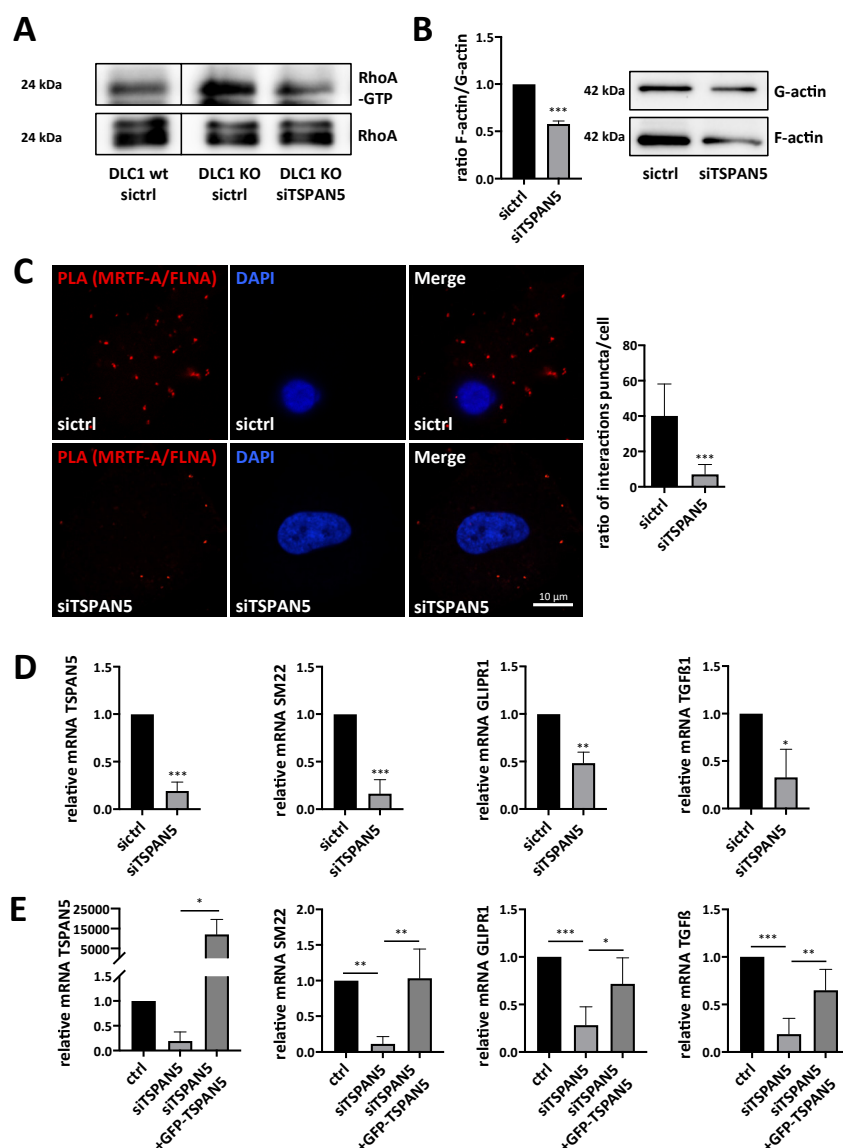 A
24 kDa
RhoA
-GTP
24 kDa
RhoA
DLC1 wt
sictrl
DLC1 KO
sictrl
DLC1 KO
siTSPAN5
B
ratio F-actin/G-actin
1.5
1.0
0.5
0.0
***
sictrl
siTSPAN5
42 kDa
G-actin
42 kDa
F-actin
sictrl
siTSPAN5
C
PLA (MRTF-A/FLNA)
DAPI
Merge
sictrl
sictrl
sictrl
PLA (MRTF-A/FLNA)
DAPI
Merge
siTSPAN5
siTSPAN5
siTSPAN5
10 µm
ratio of interactions puncta/cell
80
60
40
20
0
***
sictrl
siTSPAN5
D
relative mRNA TSPAN5
1.5
1.0
0.5
0.0
***
sictrl
siTSPAN5
relative mRNA SM22
1.5
1.0
0.5
0.0
***
sictrl
siTSPAN5
relative mRNA GLIPR1
1.5
1.0
0.5
0.0
**
sictrl
siTSPAN5
relative mRNA TGFß1
1.5
1.0
0.5
0.0
*
sictrl
siTSPAN5
E
relative mRNA TSPAN5
25000
15000
5000
1.0
0.5
0.0
*
ctrl
siTSPAN5
siTSPAN5
+GFP-TSPAN5
relative mRNA SM22
2.0
1.5
1.0
0.5
0.0
**
**
ctrl
siTSPAN5
siTSPAN5
+GFP-TSPAN5
relative mRNA GLIPR1
1.5
1.0
0.5
0.0
***
*
ctrl
siTSPAN5
siTSPAN5
+GFP-TSPAN5
relative mRNA TGFß
1.5
1.0
0.5
0.0
***
**
ctrl
siTSPAN5
siTSPAN5
+GFP-TSPAN5